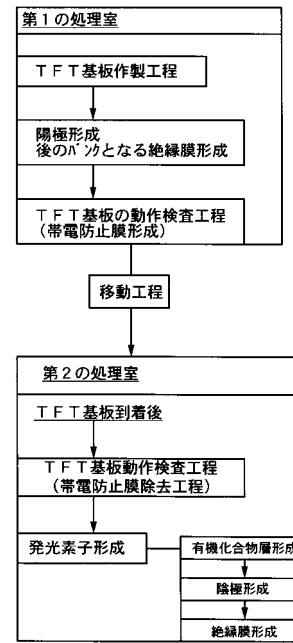 第1の処理室
TFT基板作製工程
陽極形成
後のバンクとなる絶縁膜形成
TFT基板の動作検査工程
(帯電防止膜形成)
移動工程
第2の処理室
TFT基板到着後
TFT基板動作検査工程
(帯電防止膜除去工程)
発光素子形成
有機化合物層形成
陰極形成
絶縁膜形成